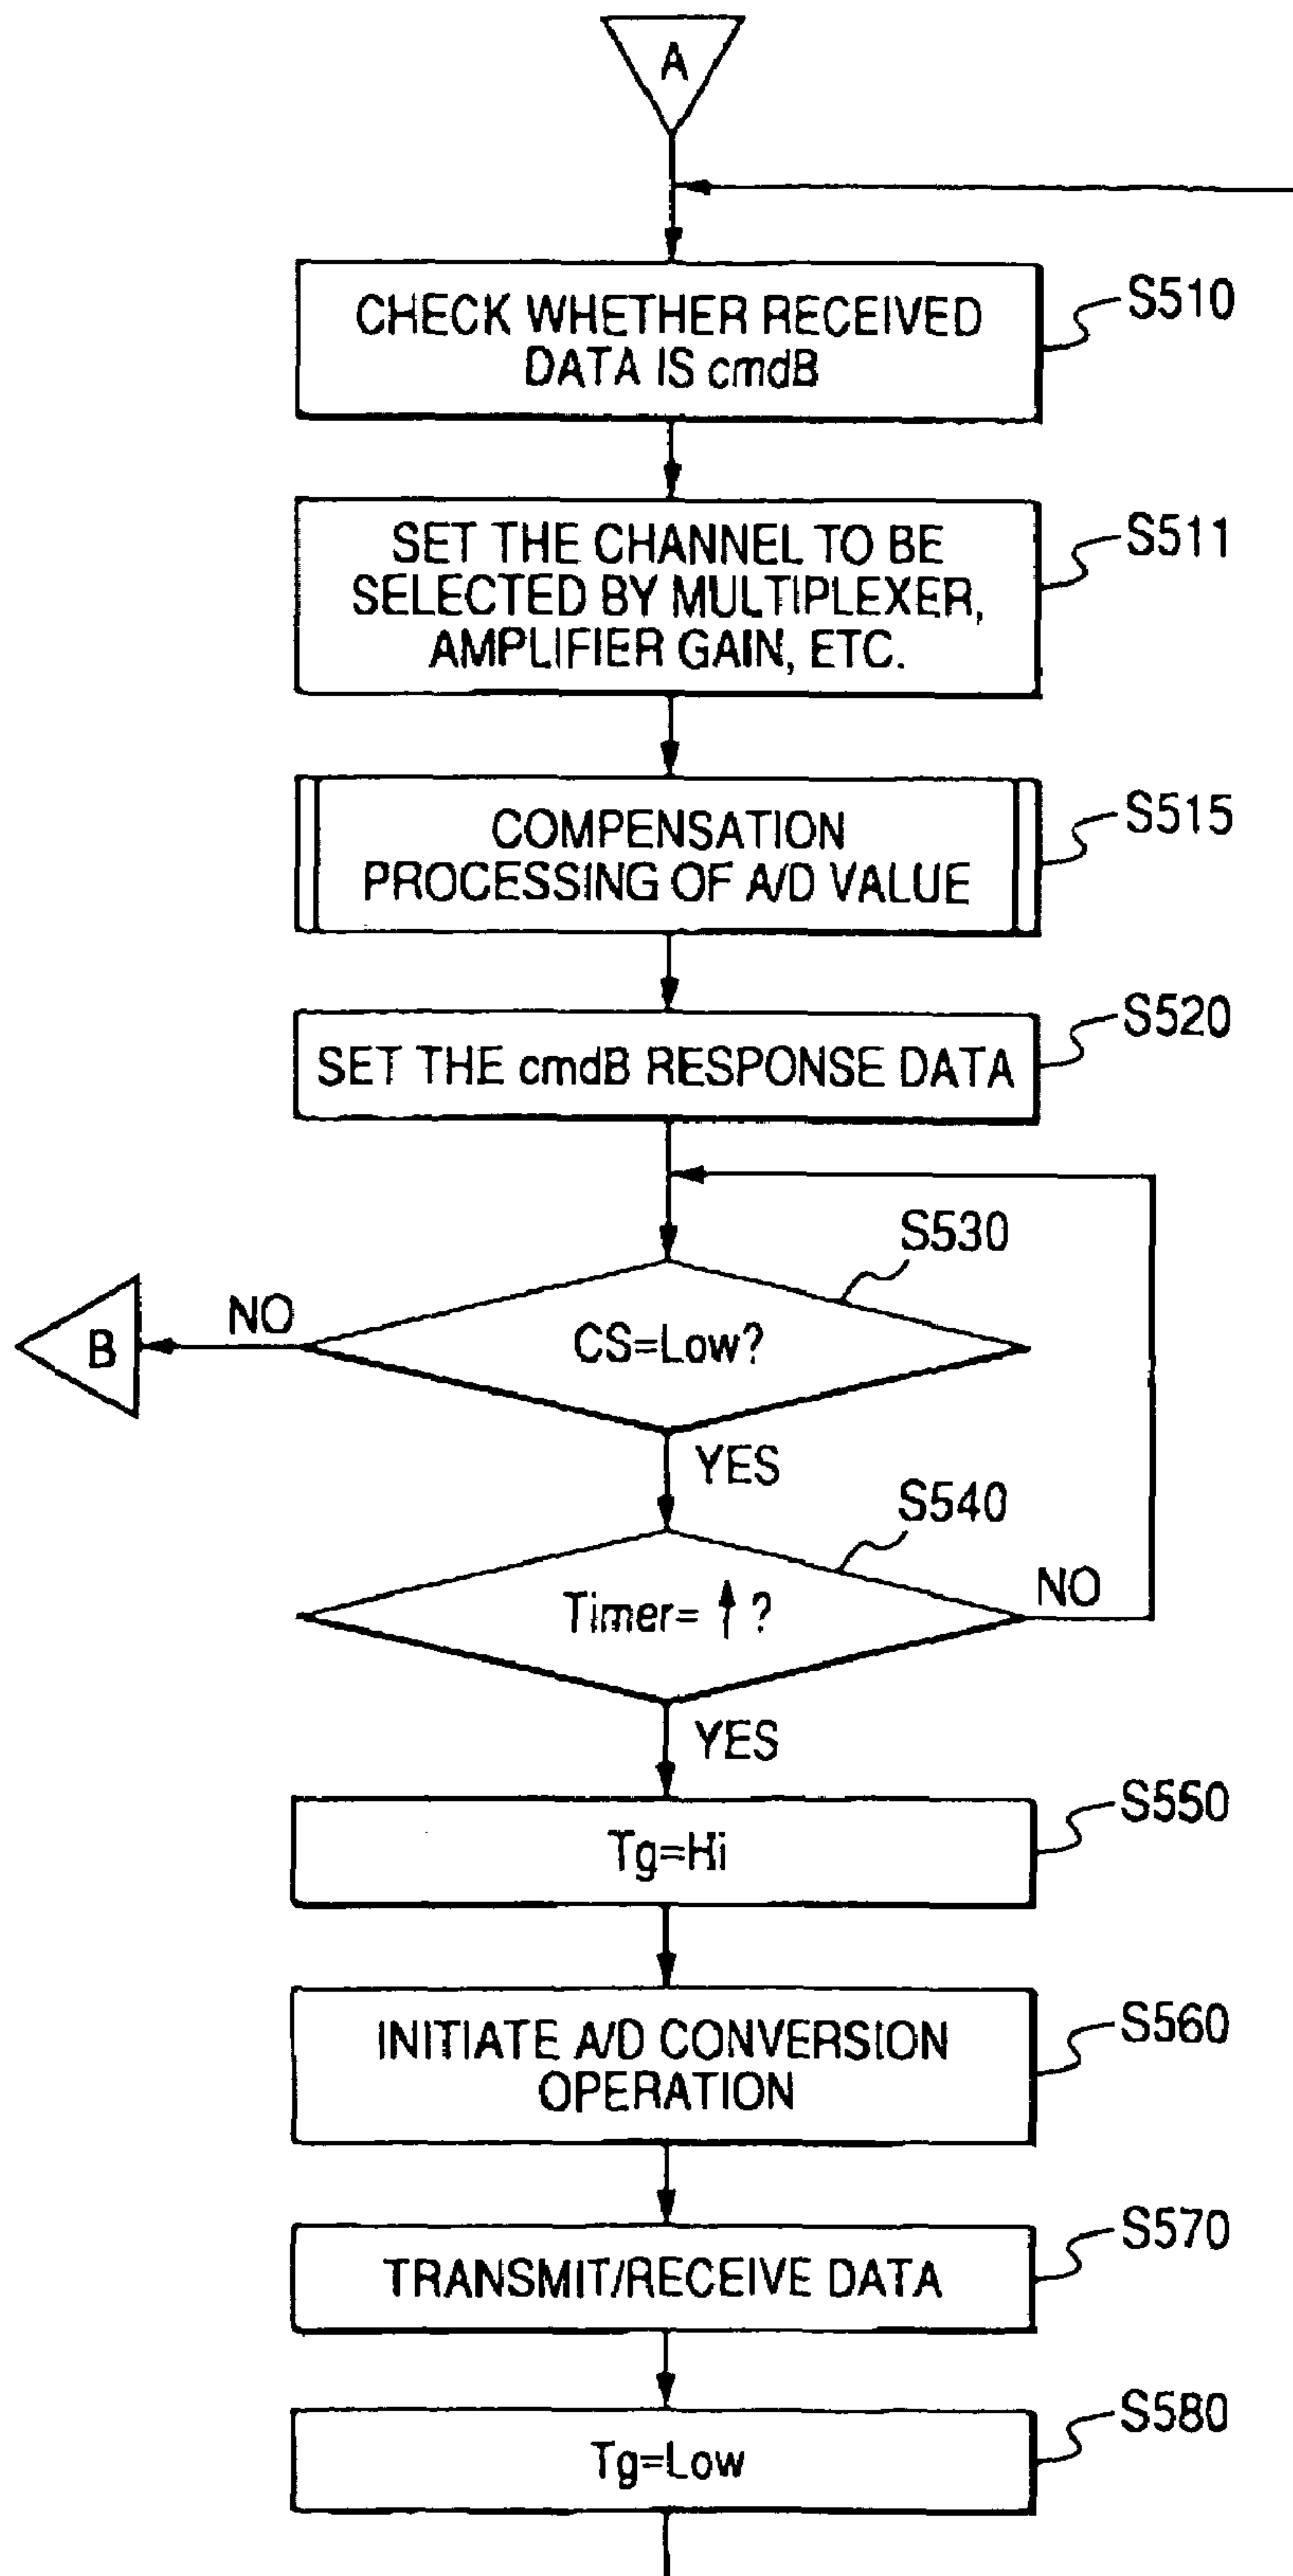 A
CHECK WHETHER RECEIVED
DATA IS cmdB
S510
SET THE CHANNEL TO BE
SELECTED BY MULTIPLEXER,
AMPLIFIER GAIN, ETC.
S511
COMPENSATION
PROCESSING OF A/D VALUE
S515
SET THE cmdB RESPONSE DATA
S520
S530
CS=Low?
NO
B
YES
S540
Timer= ↑ ?
NO
YES
Tg=Hi
S550
INITIATE A/D CONVERSION
OPERATION
S560
TRANSMIT/RECEIVE DATA
S570
Tg=Low
S580